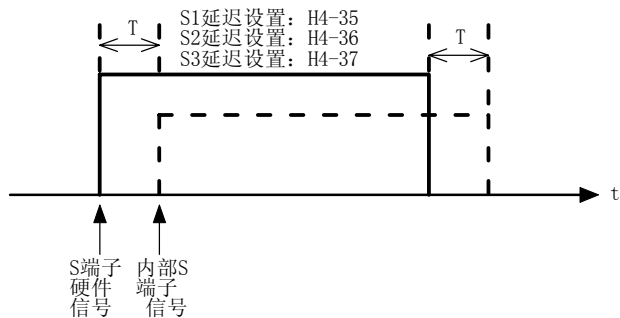 T
S1延迟设置：H4-35
S2延迟设置：H4-36
S3延迟设置：H4-37
T
t
S端子
硬件
信号
内部S
端子
信号